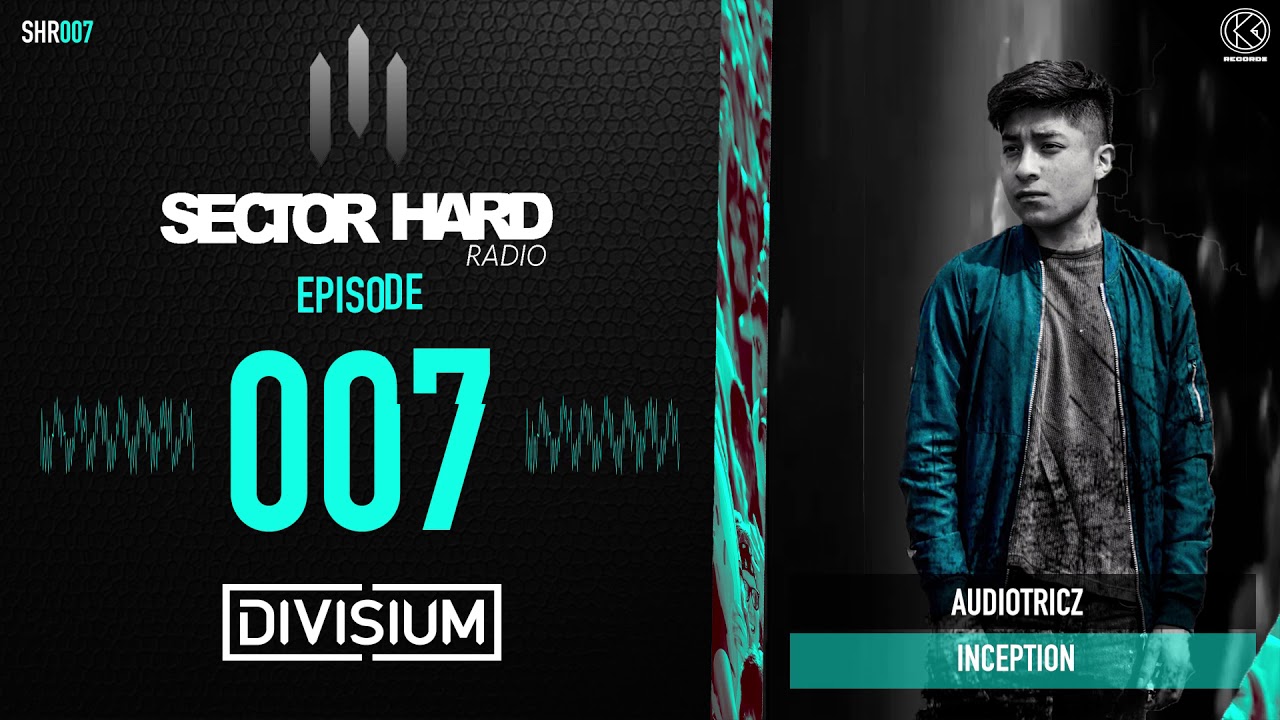 SHR007
SECTOR HARD
RADIO
EPISODE
007
DIVISIUM
RECORDS
AUDIOTRICZ
INCEPTION